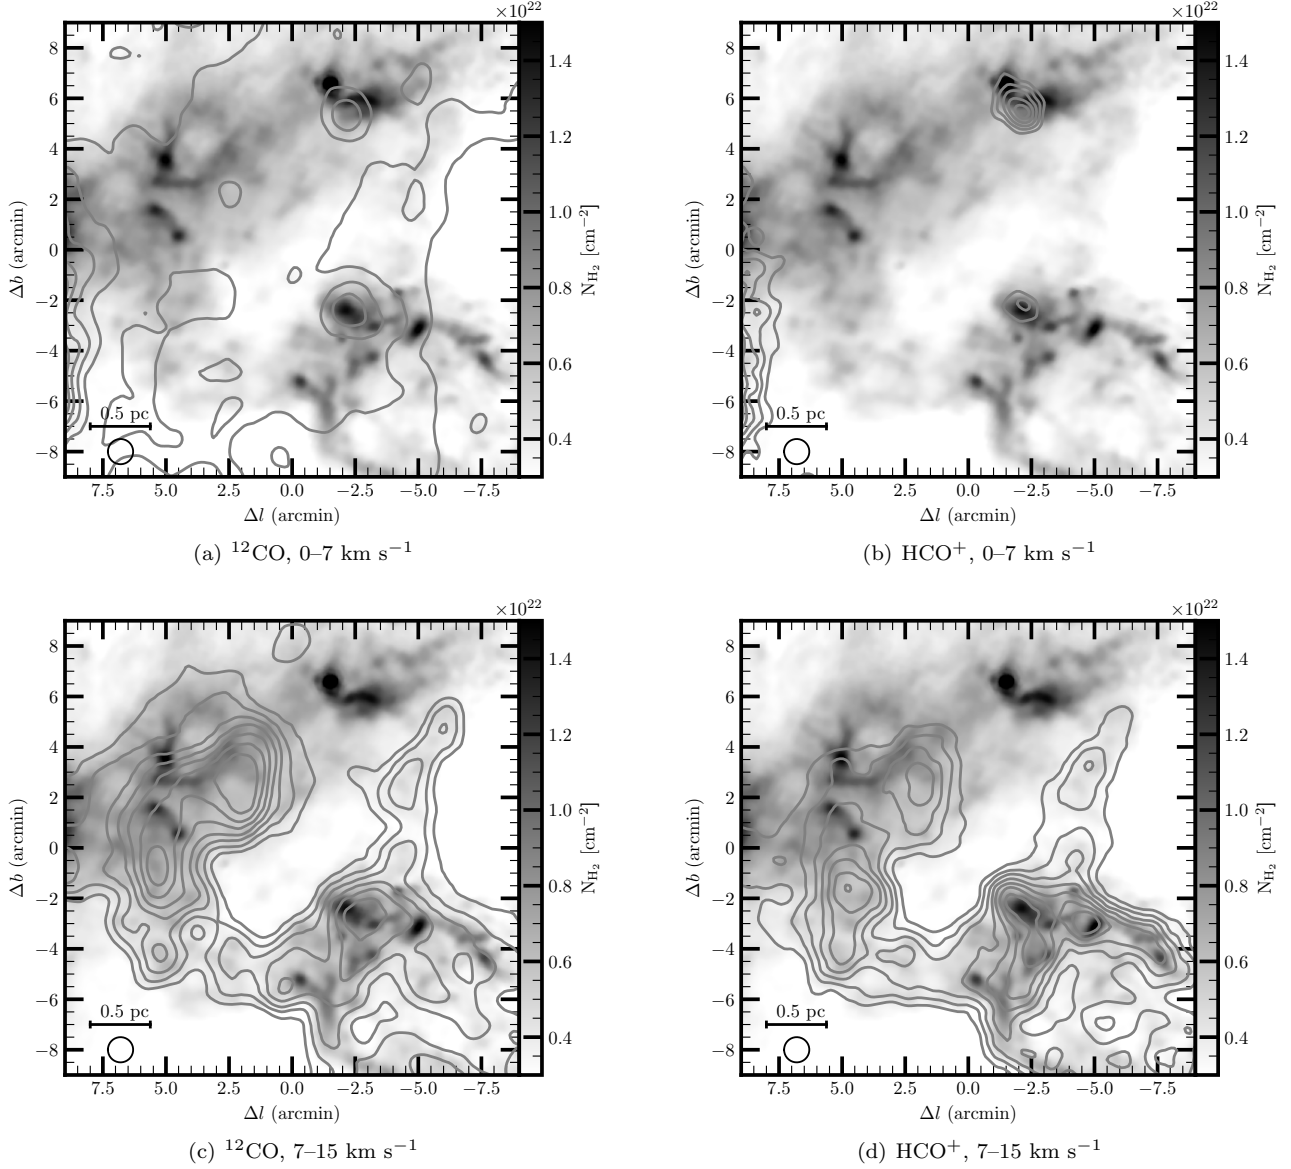 ×10²² ×10²²
8 6 4 2 0 −2 −4 −6 −8
Δb (arcmin)
0.5 pc
7.5 5.0 2.5 0.0 −2.5 −5.0 −7.5
Δl (arcmin)
1.4 1.2 1.0 0.8 0.6 0.4
N_H₂ [cm⁻²]
(a) ¹²CO, 0–7 km s⁻¹
8 6 4 2 0 −2 −4 −6 −8
Δb (arcmin)
0.5 pc
7.5 5.0 2.5 0.0 −2.5 −5.0 −7.5
Δl (arcmin)
1.4 1.2 1.0 0.8 0.6 0.4
N_H₂ [cm⁻²]
(b) HCO⁺, 0–7 km s⁻¹
×10²² ×10²²
8 6 4 2 0 −2 −4 −6 −8
Δb (arcmin)
0.5 pc
7.5 5.0 2.5 0.0 −2.5 −5.0 −7.5
Δl (arcmin)
1.4 1.2 1.0 0.8 0.6 0.4
N_H₂ [cm⁻²]
(c) ¹²CO, 7–15 km s⁻¹
8 6 4 2 0 −2 −4 −6 −8
Δb (arcmin)
0.5 pc
7.5 5.0 2.5 0.0 −2.5 −5.0 −7.5
Δl (arcmin)
1.4 1.2 1.0 0.8 0.6 0.4
N_H₂ [cm⁻²]
(d) HCO⁺, 7–15 km s⁻¹